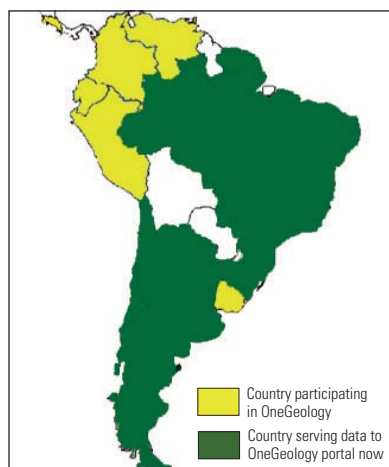 Country participating
in OneGeology
Country serving data to
OneGeology portal now